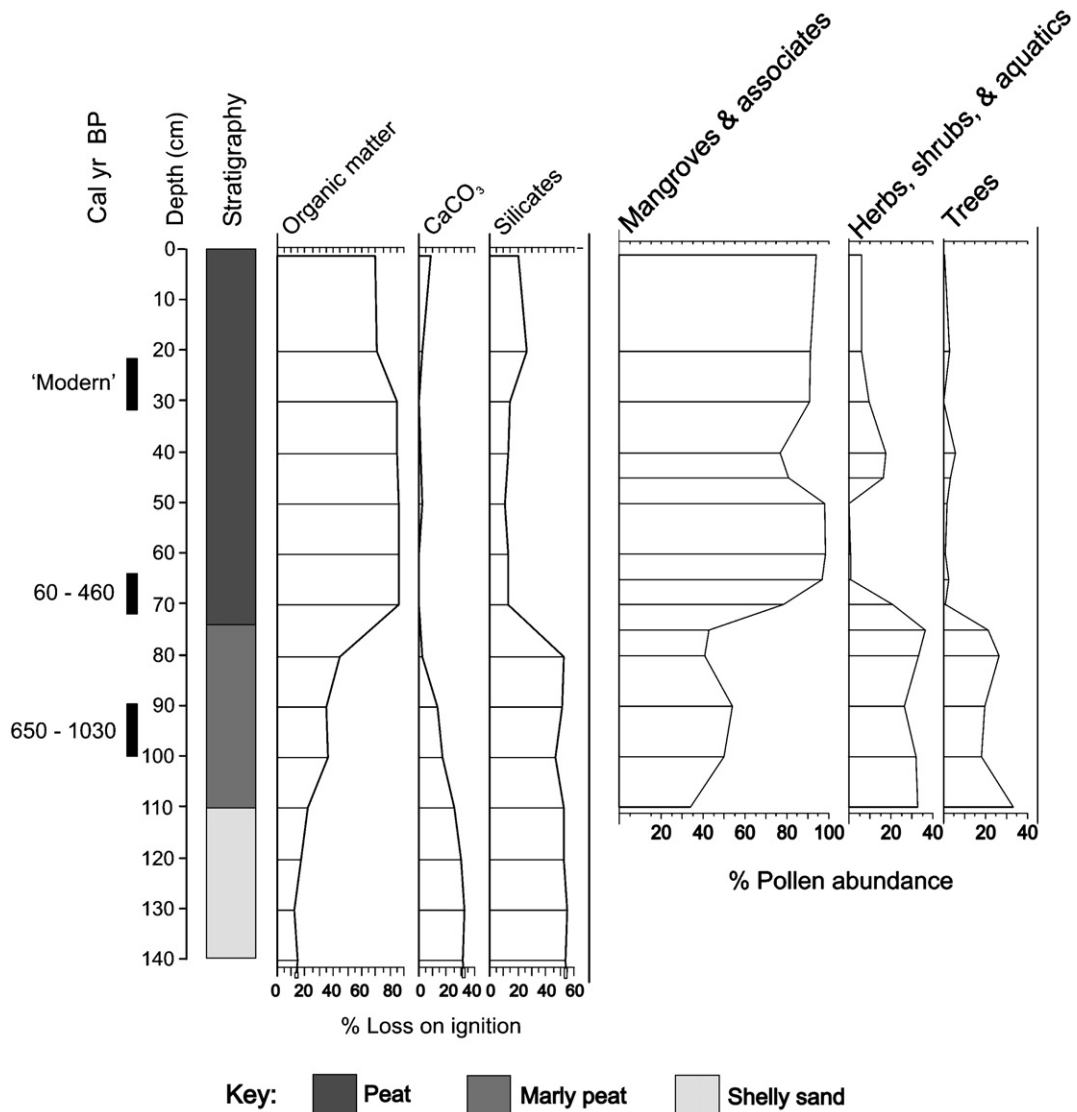 Cal yr BP
Depth (cm)
Stratigraphy
Organic matter
CaCO₃
Silicates
Mangroves & associates
Herbs, shrubs, & aquatics
Trees
0
10
20
'Modern'
30
40
50
60
60 - 460
70
80
90
650 - 1030
100
110
120
130
140
0 20 40 60 80
0 20 40
0 20 40 60
20 40 60 80 100
20 40
20 40
% Pollen abundance
% Loss on ignition
Key: Peat Marly peat Shelly sand